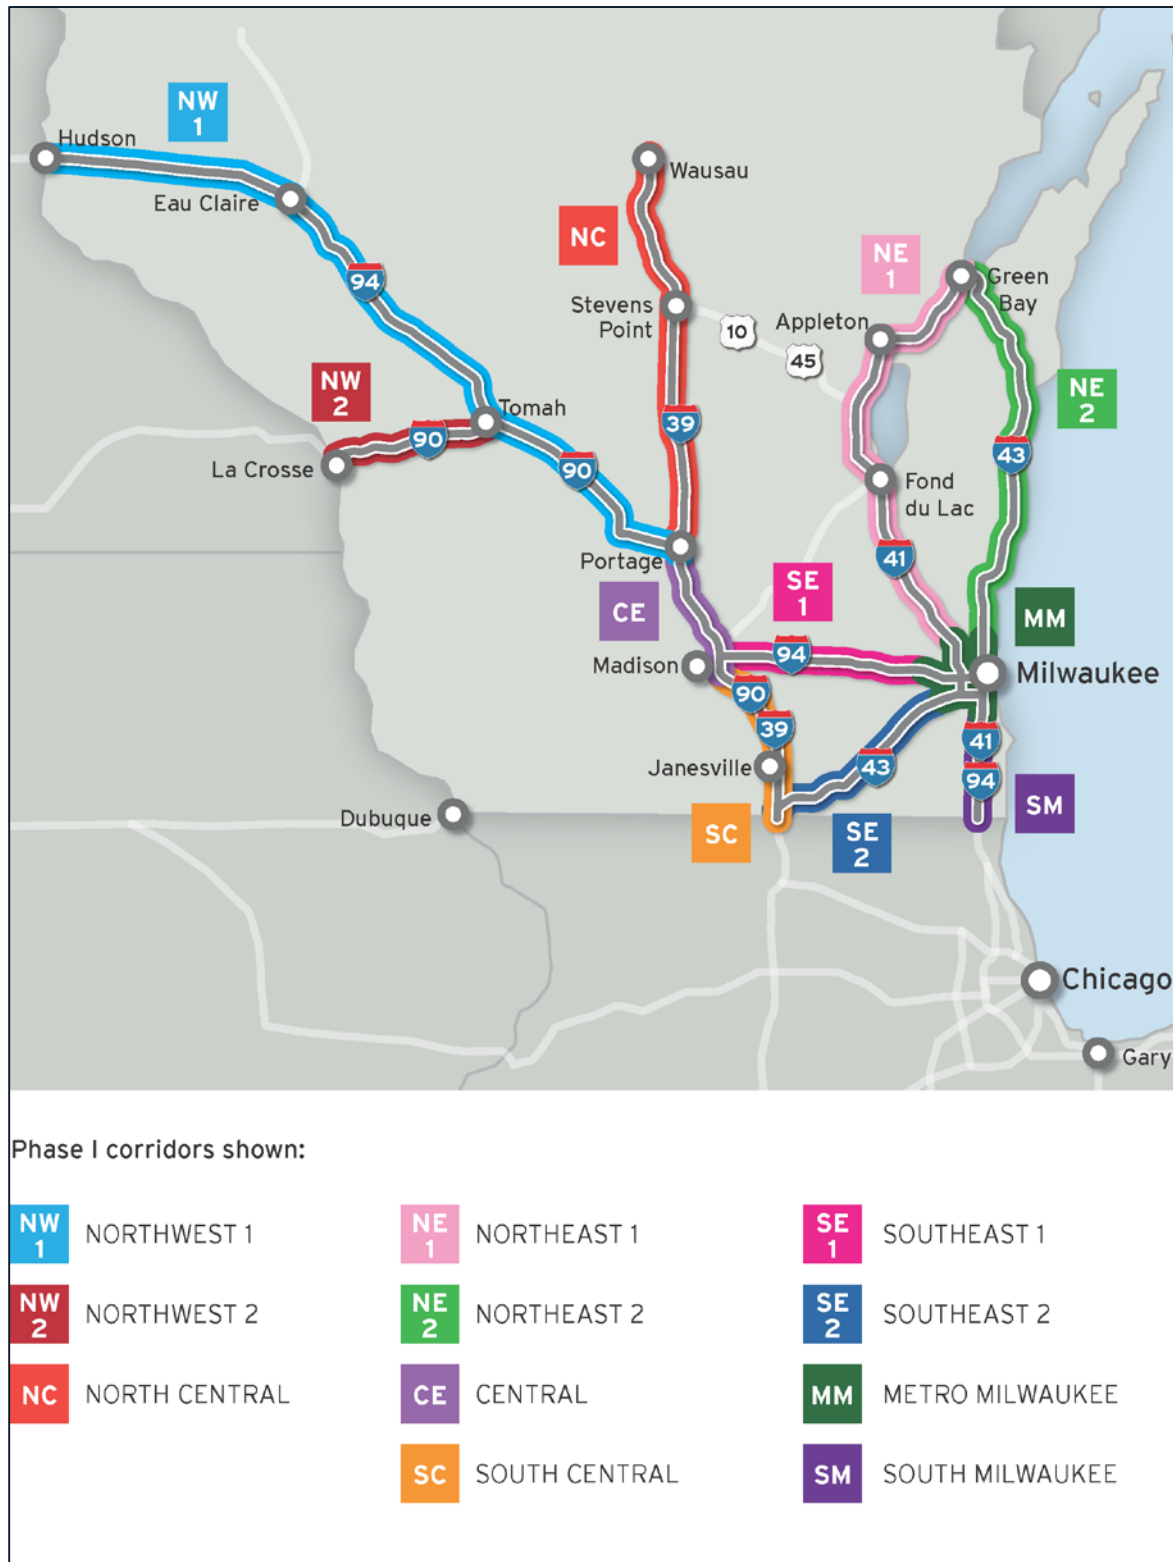 NW
1
Hudson
Eau Claire
94
Wausau
NC
Stevens
Point
10
45
NE
1
Green
Bay
Appleton
NW
2
Tomah
90
La Crosse
90
39
NE
2
43
Fond
du Lac
41
Portage
CE
SE
1
MM
Madison
94
Milwaukee
90
39
41
Janesville
43
94
Dubuque
SC
SE
2
SM
Chicago
Gary
Phase I corridors shown:
NW
1
NORTHWEST 1
NE
1
NORTHEAST 1
SE
1
SOUTHEAST 1
NW
2
NORTHWEST 2
NE
2
NORTHEAST 2
SE
2
SOUTHEAST 2
NC
NORTH CENTRAL
CE
CENTRAL
MM
METRO MILWAUKEE
SC
SOUTH CENTRAL
SM
SOUTH MILWAUKEE